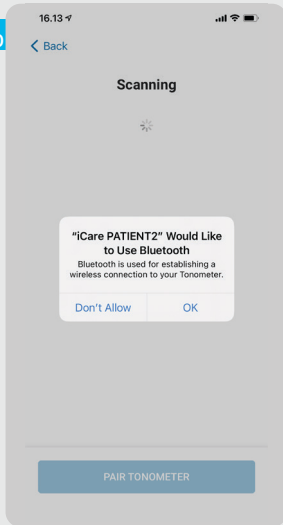 16.13
Back
Scanning
"iCare PATIENT2" Would Like
to Use Bluetooth
Bluetooth is used for establishing a
wireless connection to your Tonometer.
Don't Allow
OK
PAIR TONOMETER